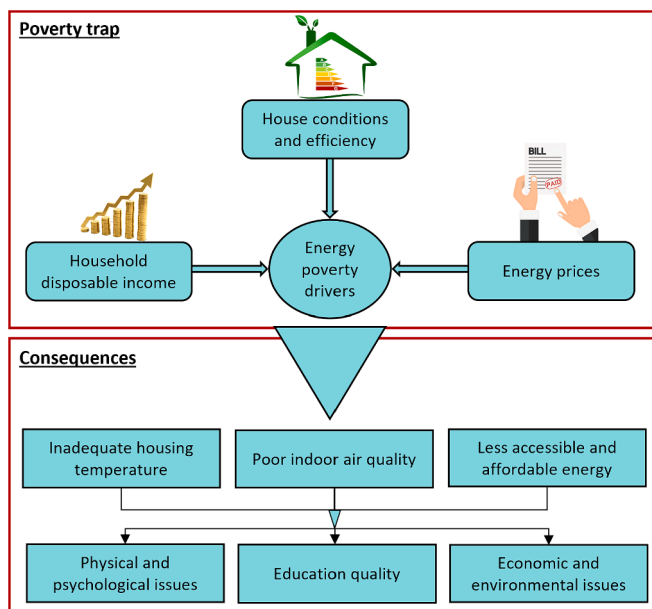 Poverty trap
A
B
House conditions
and efficiency
BILL
PAID
Household
disposable income
Energy
poverty
drivers
Energy prices
Consequences
Inadequate housing
temperature
Poor indoor air quality
Less accessible and
affordable energy
Physical and
psychological issues
Education quality
Economic and
environmental issues